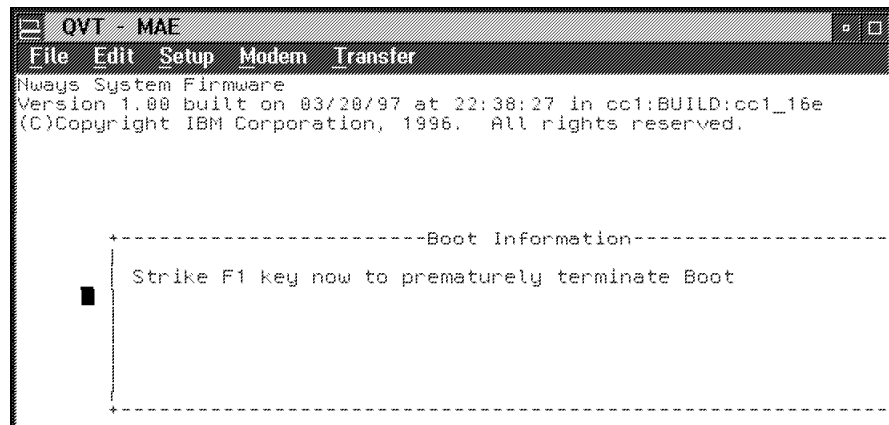 QVT - MAE
File Edit Setup Modem Transfer
Nways System Firmware
Version 1.00 built on 03/20/97 at 22:38:27 in cc1:BUILD:cc1_16e
(C)Copyright IBM Corporation, 1996. All rights reserved.
Boot Information
Strike F1 key now to prematurely terminate Boot